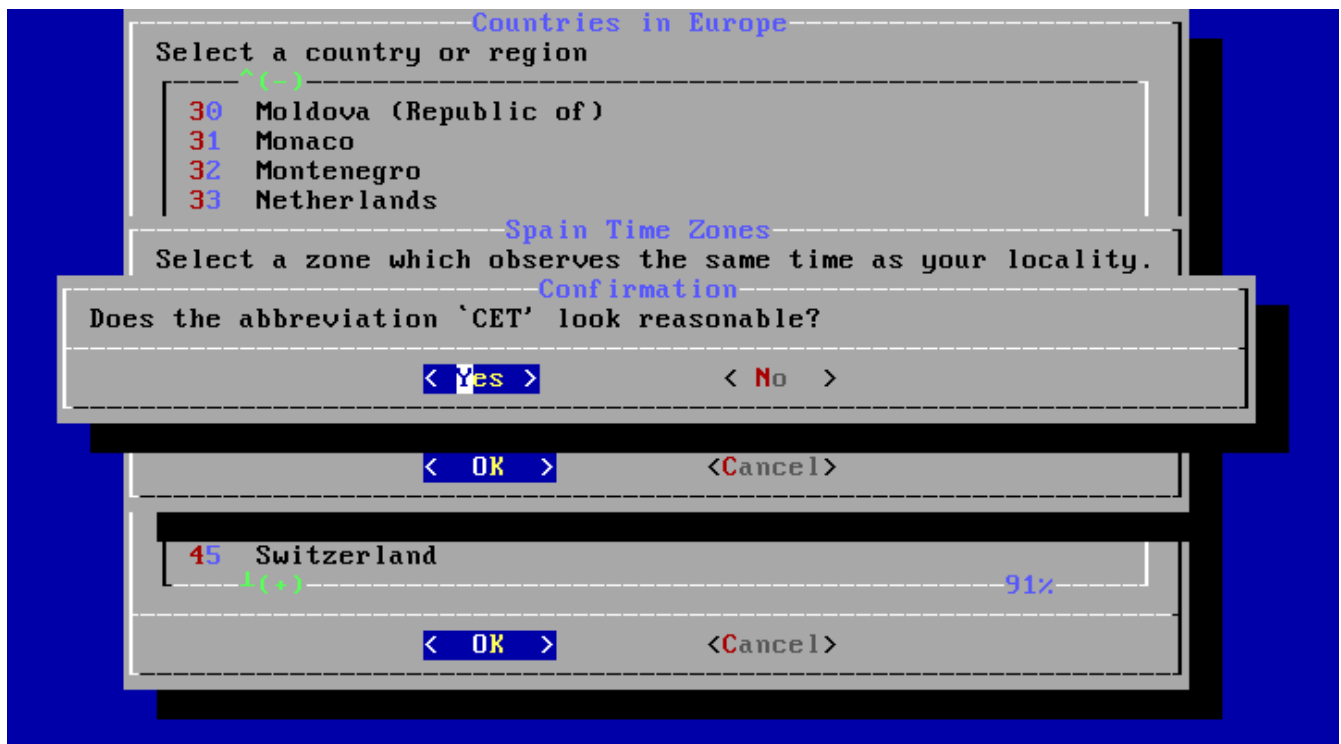 Countries in Europe
Select a country or region
^(-)
30 Moldova (Republic of)
31 Monaco
32 Montenegro
33 Netherlands
Spain Time Zones
Select a zone which observes the same time as your locality.
Confirmation
Does the abbreviation `CET' look reasonable?
< Yes > < No >
< OK > <Cancel>
45 Switzerland
┴(+) 91%
< OK > <Cancel>